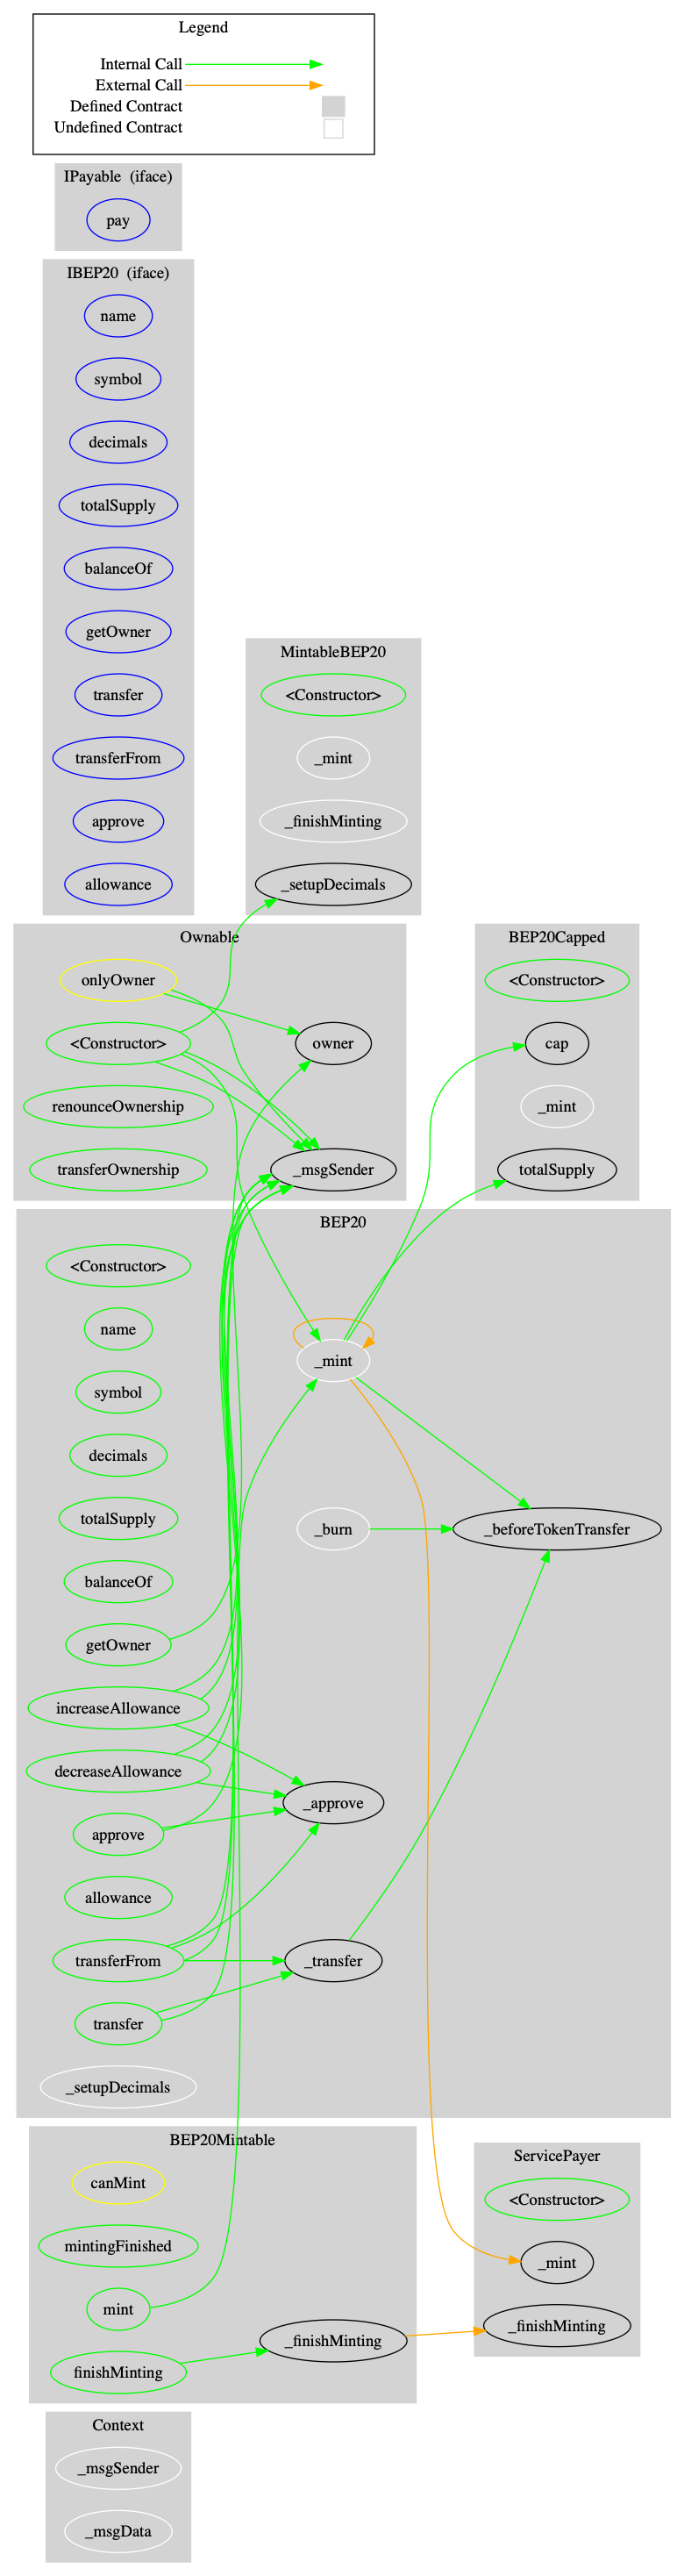 Legend
Internal Call
External Call
Defined Contract
Undefined Contract
IPayable (iface)
pay
IBEP20 (iface)
name
symbol
decimals
totalSupply
balanceOf
getOwner
transfer
transferFrom
approve
allowance
MintableBEP20
<Constructor>
_mint
_finishMinting
_setupDecimals
Ownable
onlyOwner
<Constructor>
owner
renounceOwnership
transferOwnership
_msgSender
BEP20Capped
<Constructor>
cap
_mint
totalSupply
BEP20
<Constructor>
name
_mint
symbol
decimals
totalSupply
_burn
_beforeTokenTransfer
balanceOf
getOwner
increaseAllowance
decreaseAllowance
_approve
approve
allowance
transferFrom
_transfer
transfer
_setupDecimals
BEP20Mintable
canMint
mintingFinished
mint
_finishMinting
finishMinting
ServicePayer
<Constructor>
_mint
_finishMinting
Context
_msgSender
_msgData